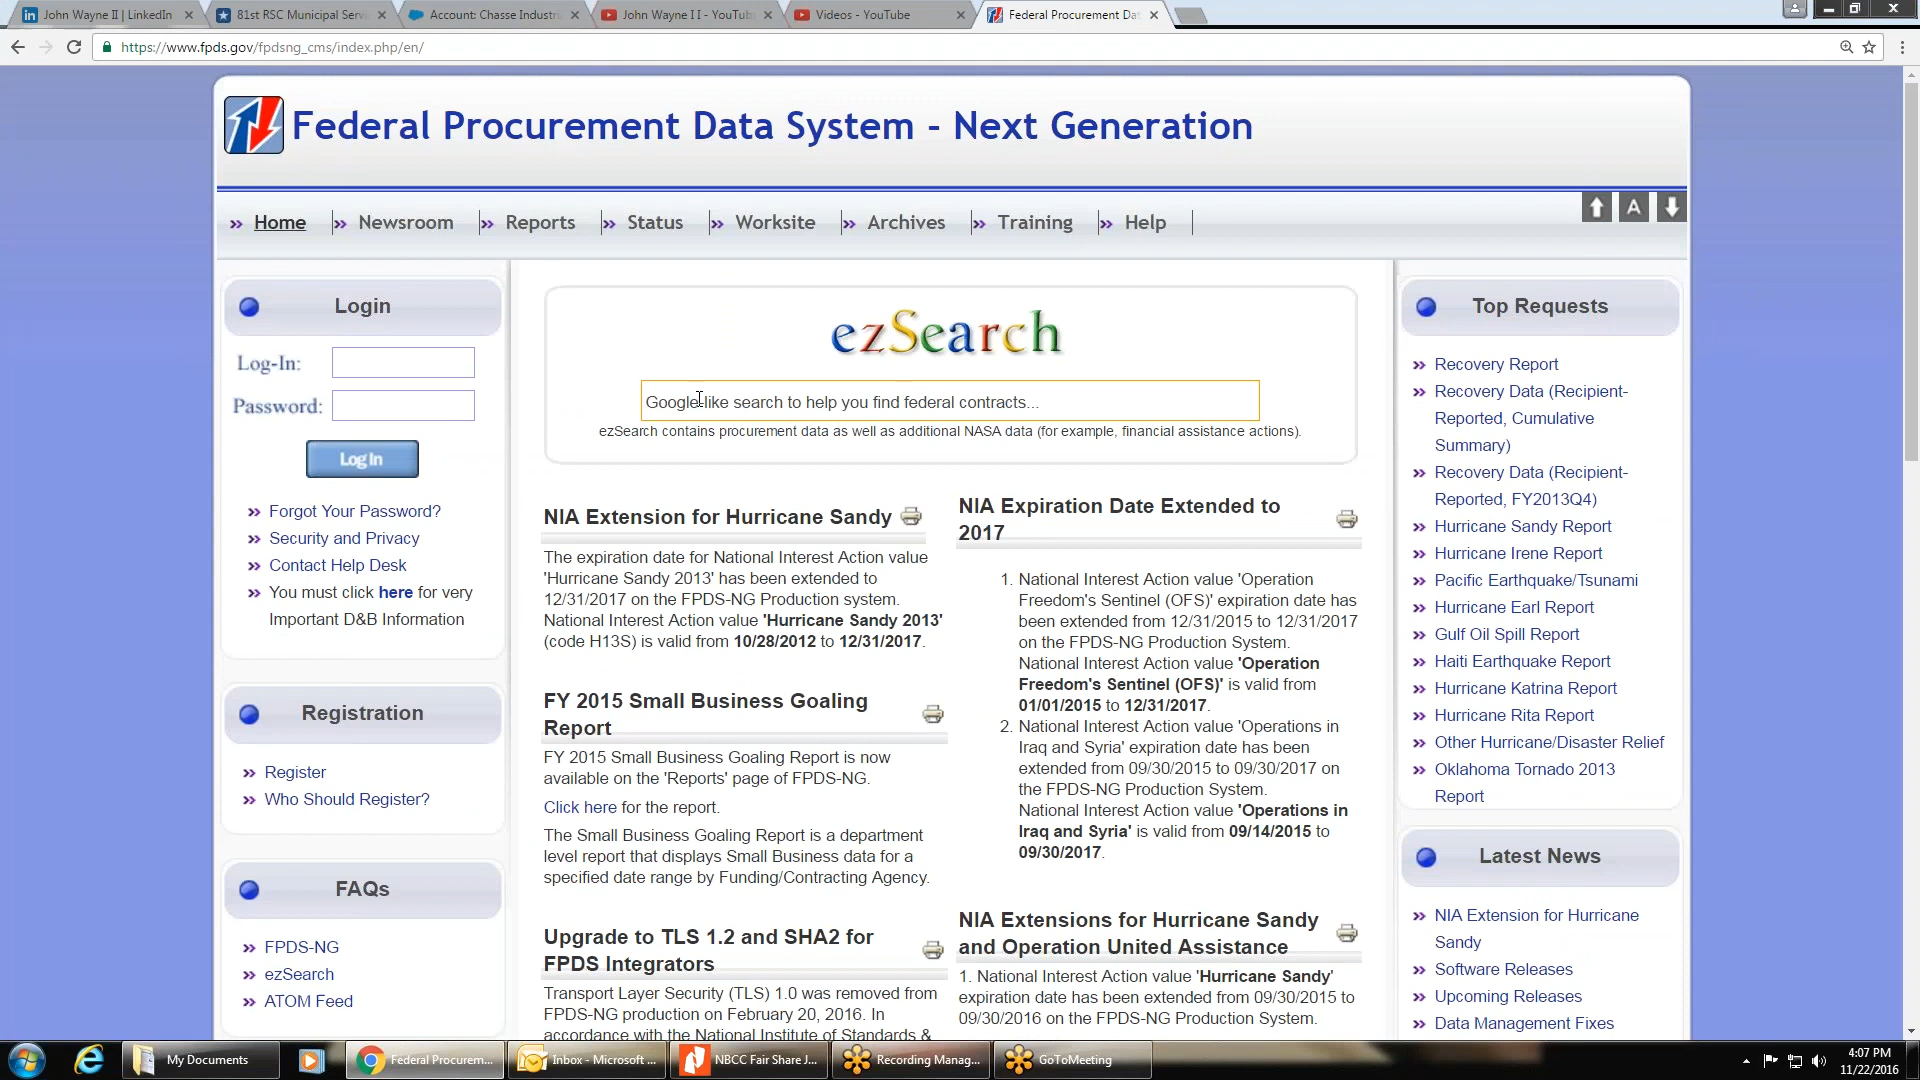 John Wayne II | LinkedIn
81st RSC Municipal Servi
Account: Chasse Industri
John Wayne I I - YouTub
Videos - YouTube
Federal Procurement Dat
https://www.fpds.gov/fpdsng_cms/index.php/en/
Federal Procurement Data System - Next Generation
Home
Newsroom
Reports
Status
Worksite
Archives
Training
Help
A
Login
Log-In:
Password:
Log In
Forgot Your Password?
Security and Privacy
Contact Help Desk
You must click here for very
Important D&B Information
Registration
Register
Who Should Register?
FAQs
FPDS-NG
ezSearch
ATOM Feed
ezSearch
Google-like search to help you find federal contracts...
ezSearch contains procurement data as well as additional NASA data (for example, financial assistance actions).
NIA Extension for Hurricane Sandy
The expiration date for National Interest Action value
'Hurricane Sandy 2013' has been extended to
12/31/2017 on the FPDS-NG Production system.
National Interest Action value 'Hurricane Sandy 2013'
(code H13S) is valid from 10/28/2012 to 12/31/2017.
FY 2015 Small Business Goaling
Report
FY 2015 Small Business Goaling Report is now
available on the 'Reports' page of FPDS-NG.
Click here for the report.
The Small Business Goaling Report is a department
level report that displays Small Business data for a
specified date range by Funding/Contracting Agency.
Upgrade to TLS 1.2 and SHA2 for
FPDS Integrators
Transport Layer Security (TLS) 1.0 was removed from
FPDS-NG production on February 20, 2016. In
accordance with the National Institute of Standards &
NIA Expiration Date Extended to
2017
1. National Interest Action value 'Operation
Freedom's Sentinel (OFS)' expiration date has
been extended from 12/31/2015 to 12/31/2017
on the FPDS-NG Production System.
National Interest Action value 'Operation
Freedom's Sentinel (OFS)' is valid from
01/01/2015 to 12/31/2017.
2. National Interest Action value 'Operations in
Iraq and Syria' expiration date has been
extended from 09/30/2015 to 09/30/2017 on
the FPDS-NG Production System.
National Interest Action value 'Operations in
Iraq and Syria' is valid from 09/14/2015 to
09/30/2017.
NIA Extensions for Hurricane Sandy
and Operation United Assistance
1. National Interest Action value 'Hurricane Sandy'
expiration date has been extended from 09/30/2015 to
09/30/2016 on the FPDS-NG Production System.
Top Requests
Recovery Report
Recovery Data (Recipient-
Reported, Cumulative
Summary)
Recovery Data (Recipient-
Reported, FY2013Q4)
Hurricane Sandy Report
Hurricane Irene Report
Pacific Earthquake/Tsunami
Hurricane Earl Report
Gulf Oil Spill Report
Haiti Earthquake Report
Hurricane Katrina Report
Hurricane Rita Report
Other Hurricane/Disaster Relief
Oklahoma Tornado 2013
Report
Latest News
NIA Extension for Hurricane
Sandy
Software Releases
Upcoming Releases
Data Management Fixes
My Documents
Federal Procurem...
Inbox - Microsoft ...
NBCC Fair Share J...
Recording Manag...
GoToMeeting
4:07 PM
11/22/2016